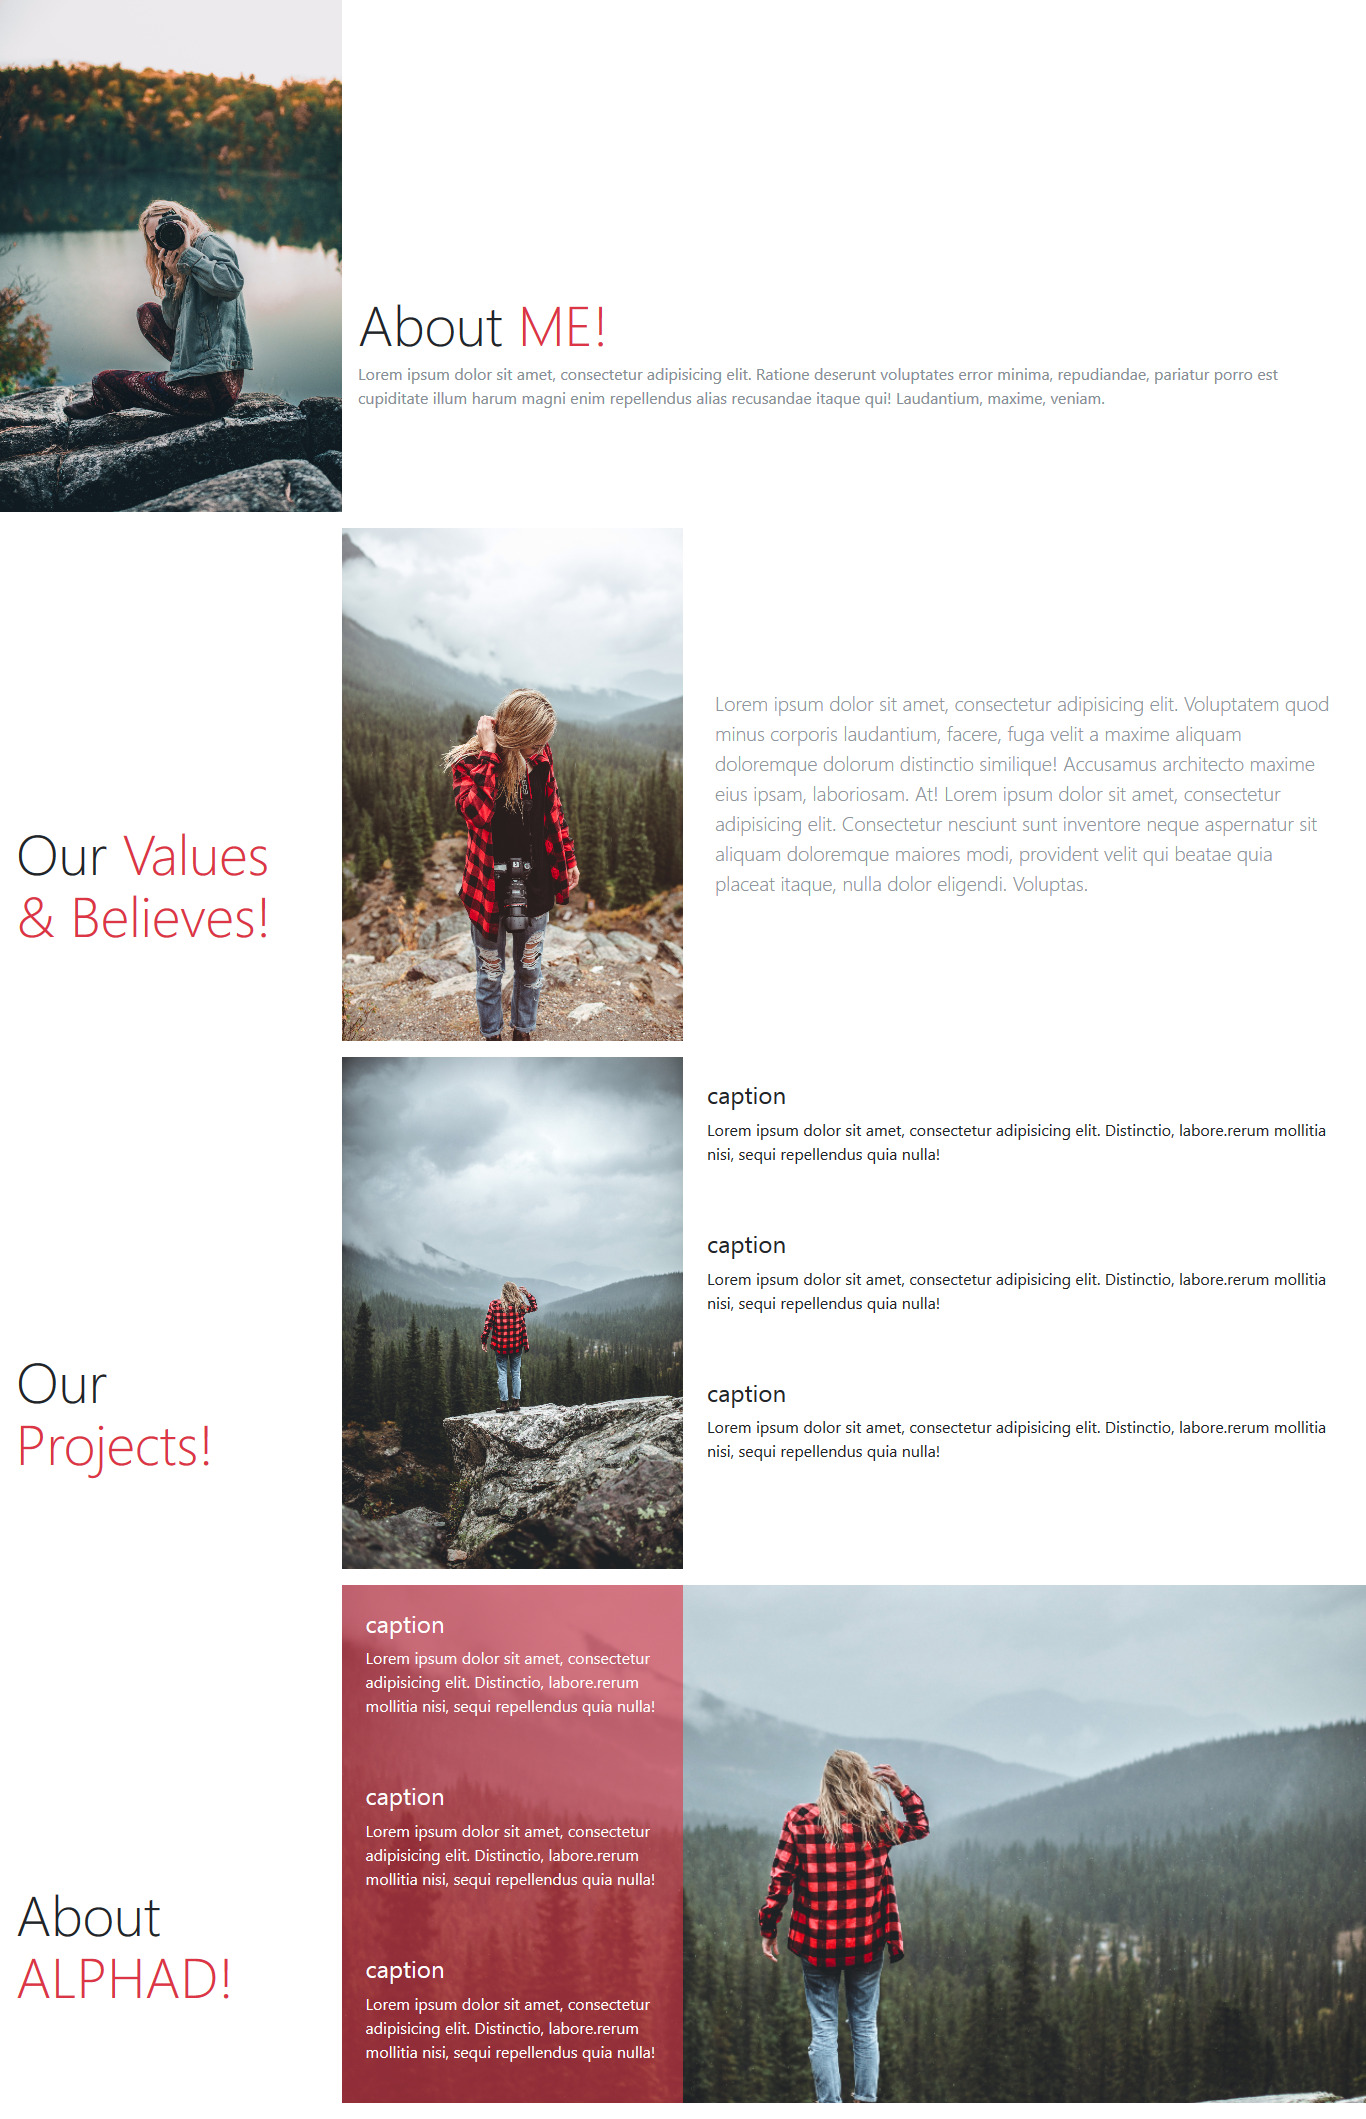 About ME!
Lorem ipsum dolor sit amet, consectetur adipisicing elit. Ratione deserunt voluptates error minima, repudiandae, pariatur porro est
cupiditate illum harum magni enim repellendus alias recusandae itaque qui! Laudantium, maxime, veniam.
Our Values
& Believes!
Lorem ipsum dolor sit amet, consectetur adipisicing elit. Voluptatem quod
minus corporis laudantium, facere, fuga velit a maxime aliquam
doloremque dolorum distinctio similique! Accusamus architecto maxime
eius ipsam, laboriosam. At! Lorem ipsum dolor sit amet, consectetur
adipisicing elit. Consectetur nesciunt sunt inventore neque aspernatur sit
aliquam doloremque maiores modi, provident velit qui beatae quia
placeat itaque, nulla dolor eligendi. Voluptas.
Our
Projects!
caption
Lorem ipsum dolor sit amet, consectetur adipisicing elit. Distinctio, labore.rerum mollitia
nisi, sequi repellendus quia nulla!
caption
Lorem ipsum dolor sit amet, consectetur adipisicing elit. Distinctio, labore.rerum mollitia
nisi, sequi repellendus quia nulla!
caption
Lorem ipsum dolor sit amet, consectetur adipisicing elit. Distinctio, labore.rerum mollitia
nisi, sequi repellendus quia nulla!
About
ALPHAD!
caption
Lorem ipsum dolor sit amet, consectetur
adipisicing elit. Distinctio, labore.rerum
mollitia nisi, sequi repellendus quia nulla!
caption
Lorem ipsum dolor sit amet, consectetur
adipisicing elit. Distinctio, labore.rerum
mollitia nisi, sequi repellendus quia nulla!
caption
Lorem ipsum dolor sit amet, consectetur
adipisicing elit. Distinctio, labore.rerum
mollitia nisi, sequi repellendus quia nulla!